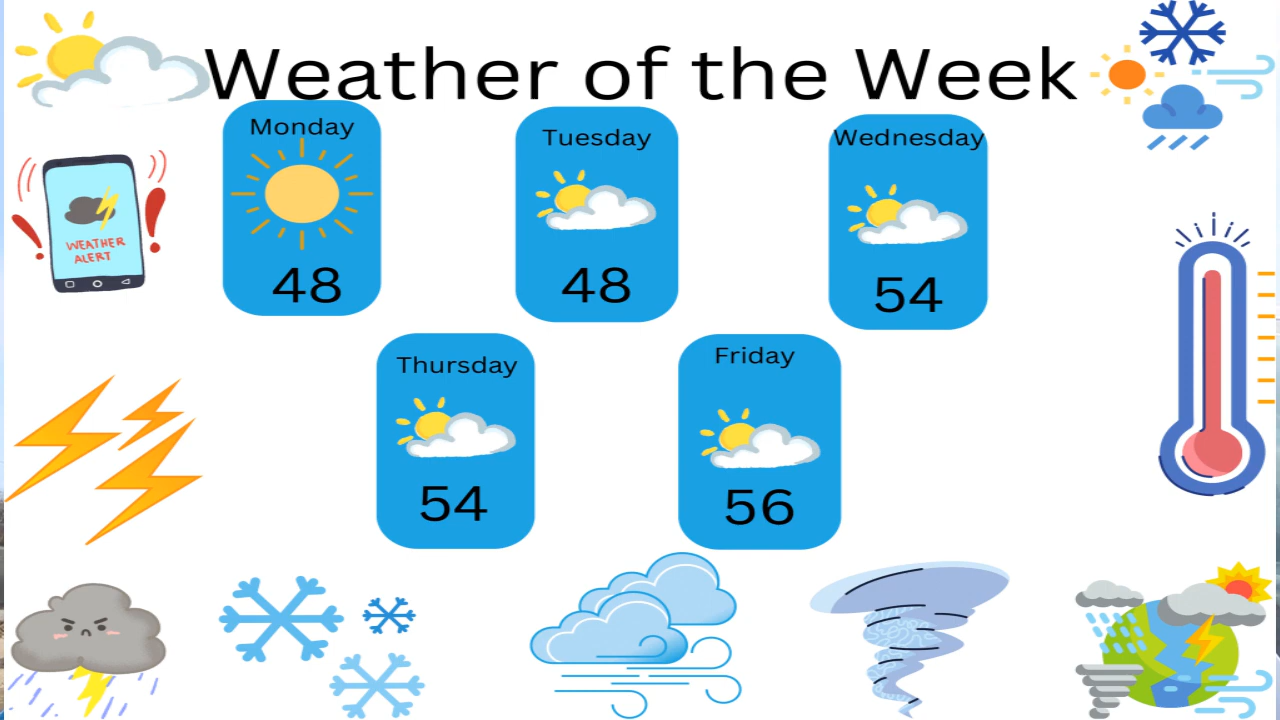 Weather of the Week
Monday
48
Tuesday
48
Wednesday
54
WEATHER
ALERT
Thursday
54
Friday
56